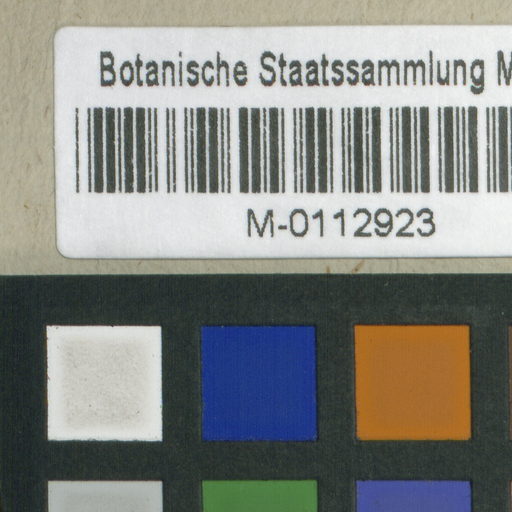 Botanische Staatssammlung M
M-0112923